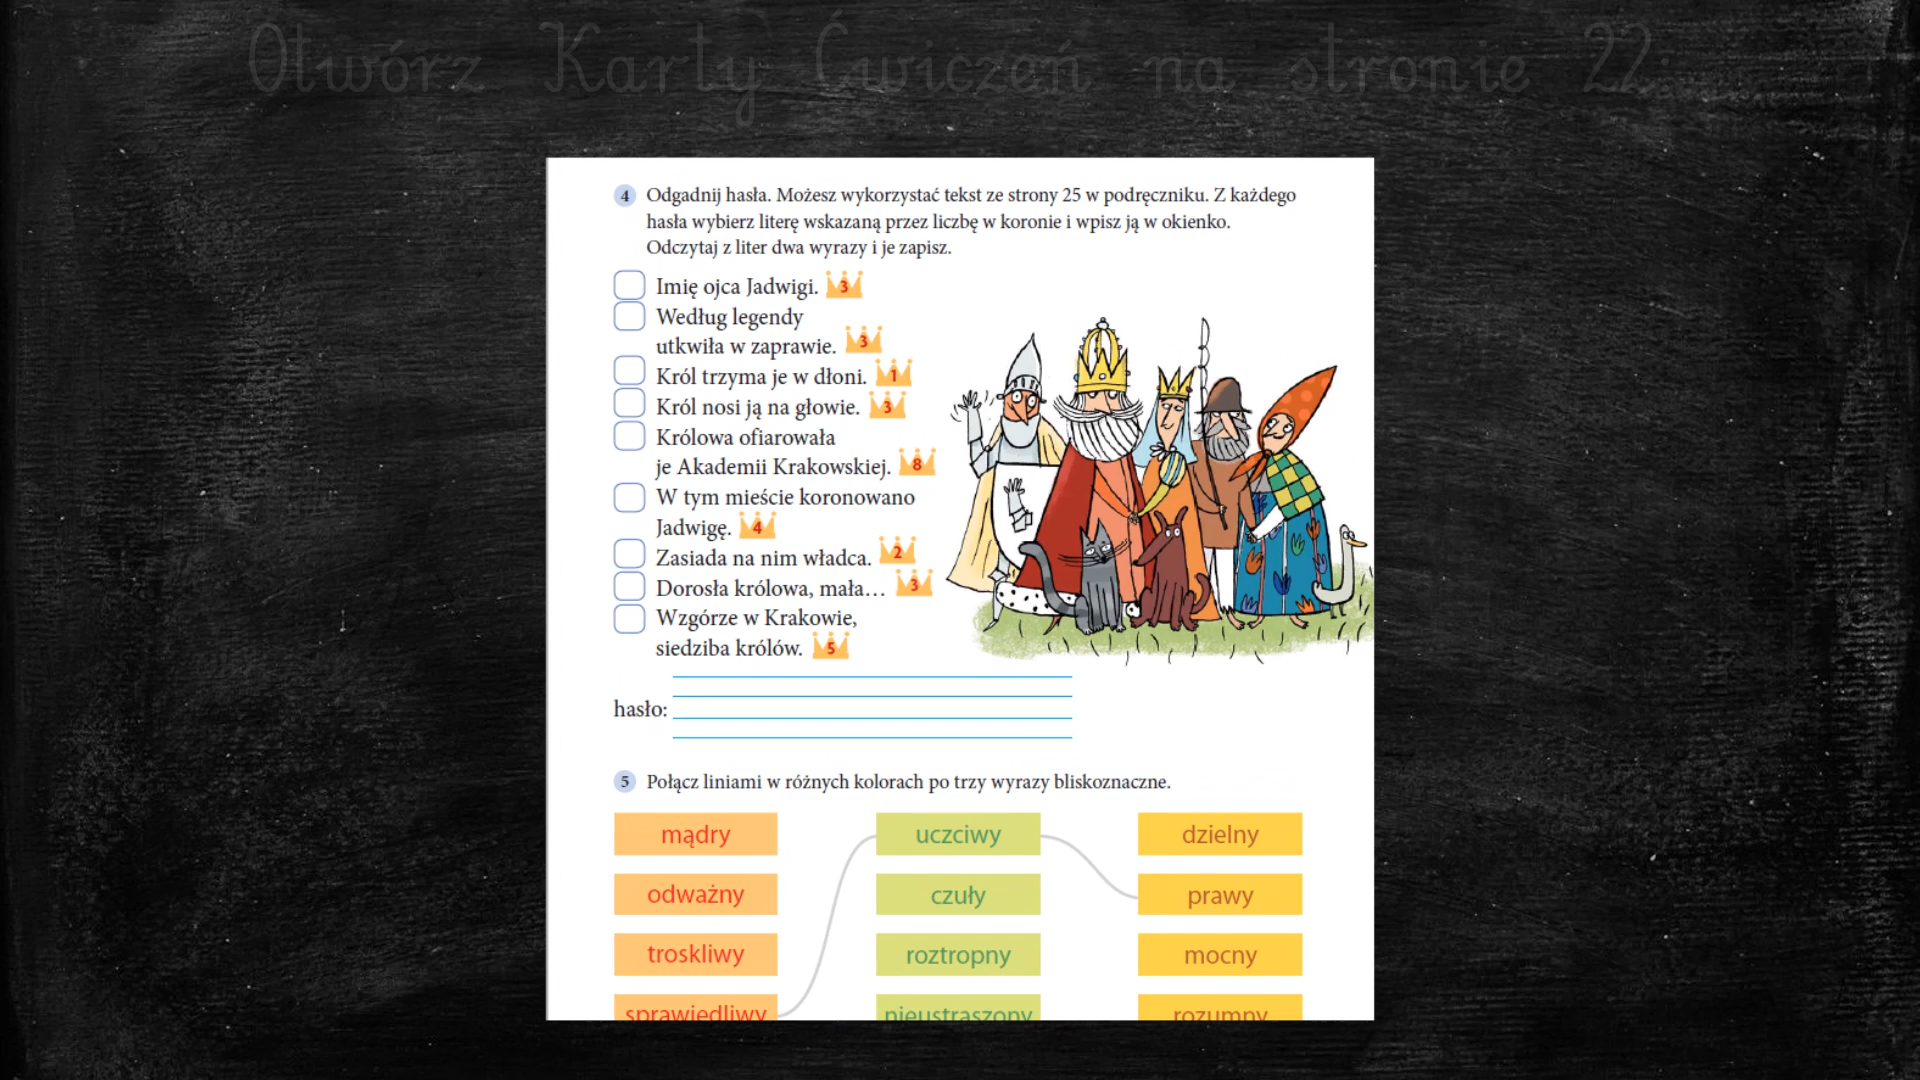 Otwórz Karty Ćwiczeń na stronie 22.
4 Odgadnij hasła. Możesz wykorzystać tekst ze strony 25 w podręczniku. Z każdego
hasła wybierz literę wskazaną przez liczbę w koronie i wpisz ją w okienko.
Odczytaj z liter dwa wyrazy i je zapisz.
Imię ojca Jadwigi. 3
Według legendy
utkwiła w zaprawie. 3
Król trzyma je w dłoni. 1
Król nosi ją na głowie. 3
Królowa ofiarowała
je Akademii Krakowskiej. 8
W tym mieście koronowano
Jadwigę. 4
Zasiada na nim władca. 2
Dorosła królowa, mała… 3
Wzgórze w Krakowie,
siedziba królów. 5
hasło:
5 Połącz liniami w różnych kolorach po trzy wyrazy bliskoznaczne.
mądry uczciwy dzielny
odważny czuły prawy
troskliwy roztropny mocny
sprawiedliwy nieustraszony rozumny